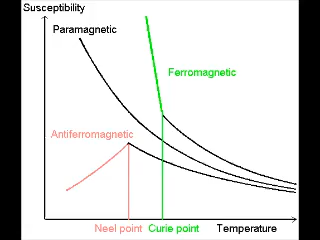 Susceptibility
Paramagnetic
Ferromagnetic
Antiferromagnetic
Neel point Curie point Temperature